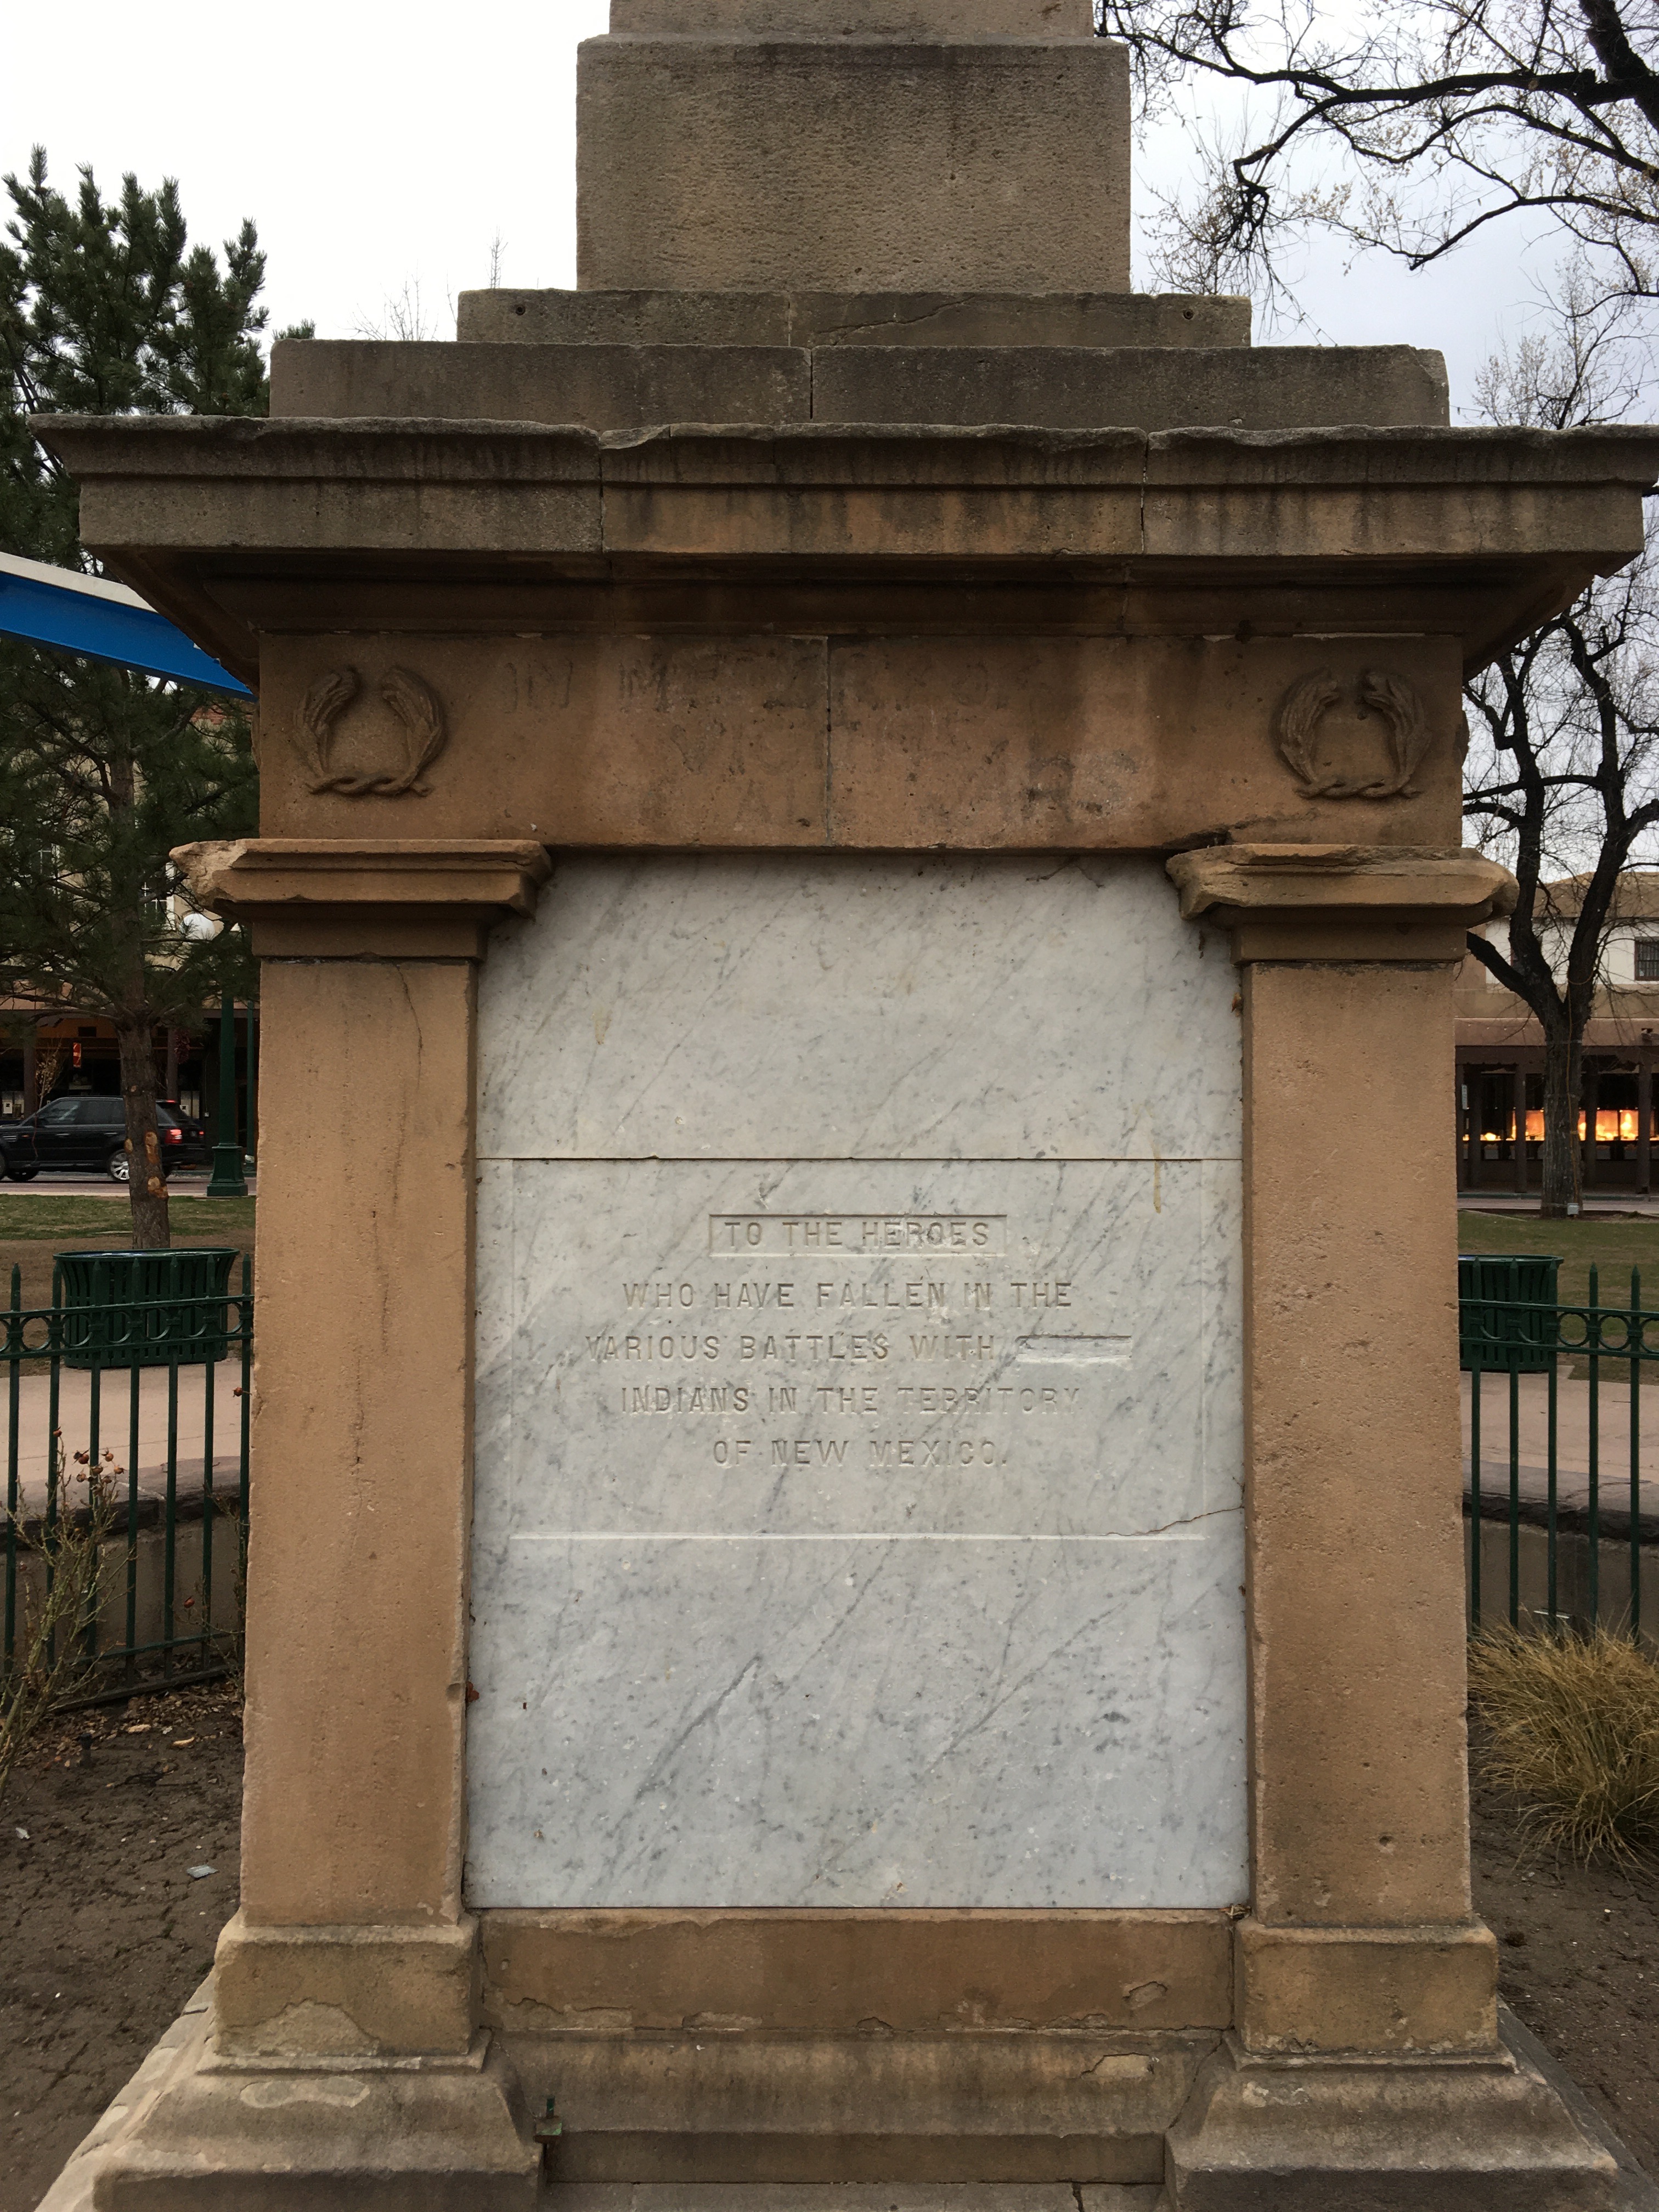 TO THE HEROES
WHO HAVE FALLEN IN THE
VARIOUS BATTLES WITH
INDIANS IN THE TERRITORY
OF NEW MEXICO.